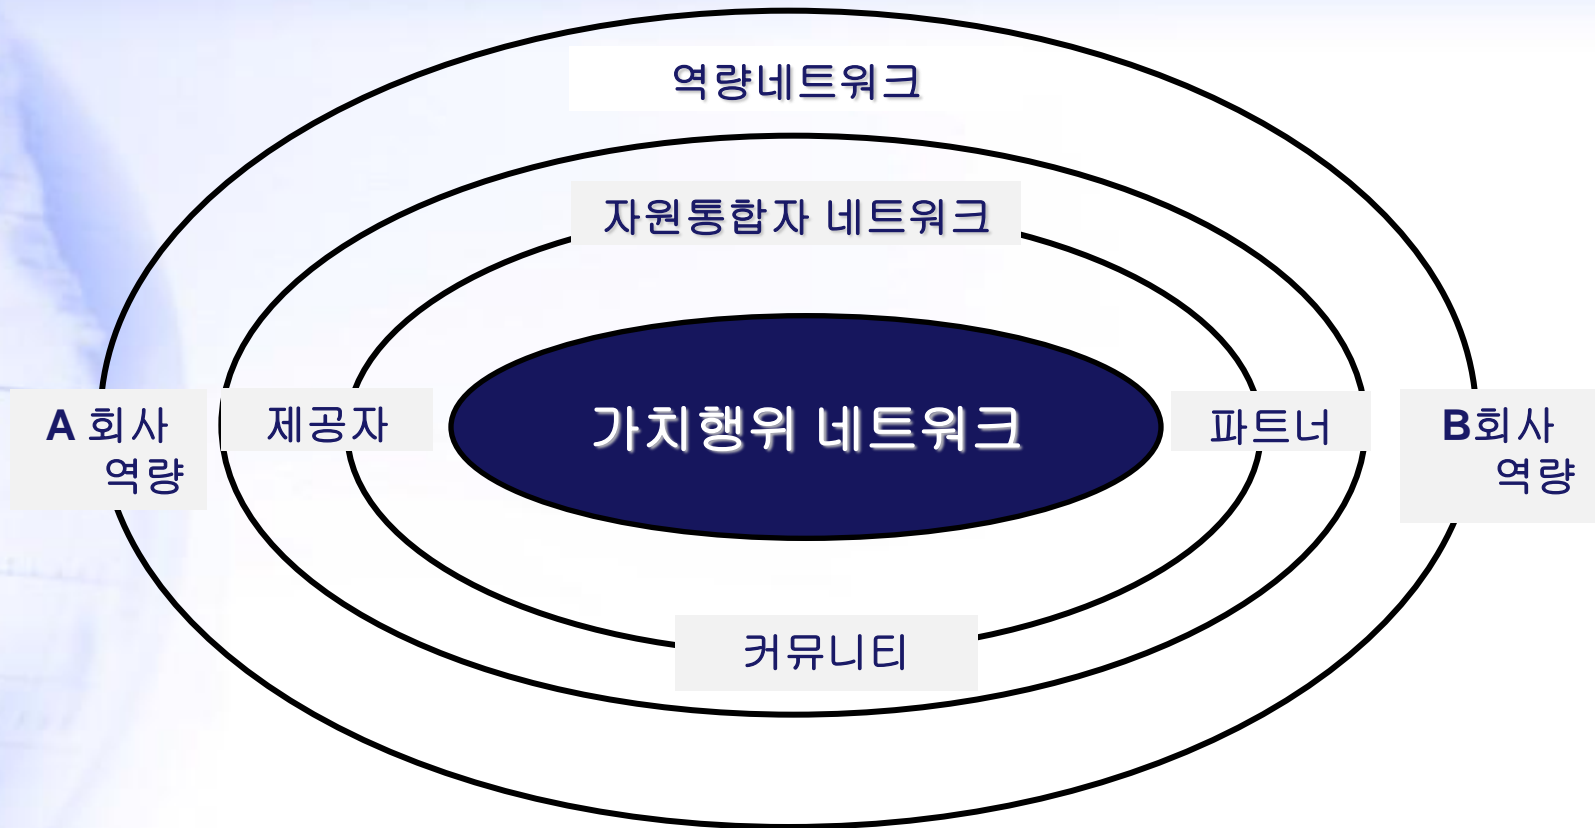 역량네트워크
자원통합자 네트워크
A 회사
역량
제공자
가치행위 네트워크
파트너
B회사
역량
커뮤니티